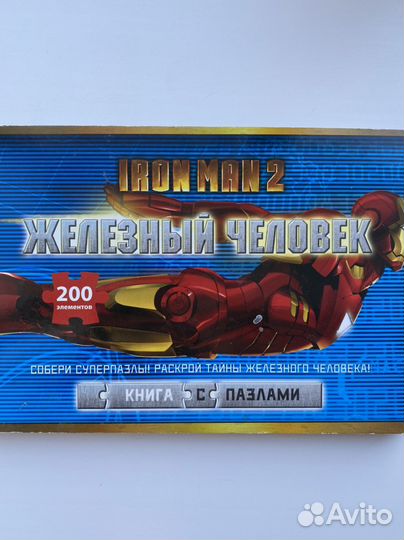 IRON MAN 2
ЖЕЛЕЗНЫЙ ЧЕЛОВЕК
200
элементов
СОБЕРИ СУПЕРПАЗЛЫ! РАСКРОЙ ТАЙНЫ ЖЕЛЕЗНОГО ЧЕЛОВЕКА!
КНИГА С ПАЗЛАМИ
Avito